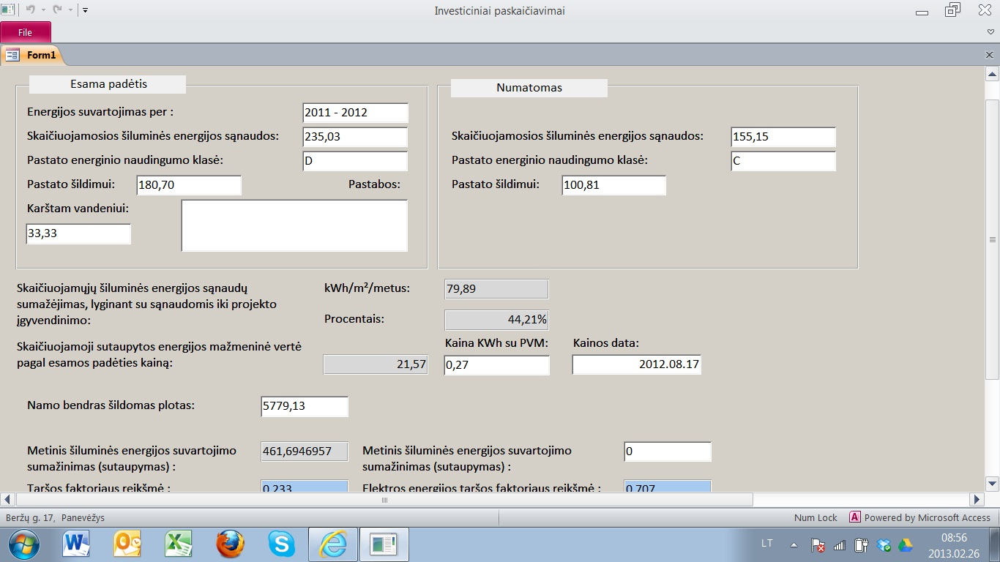 Investiciniai paskaičiavimai
File
Form1
Esama padėtis
Energijos suvartojimas per :
2011 - 2012
Skaičiuojamosios šiluminės energijos sąnaudos:
235,03
Pastato energinio naudingumo klasė:
D
Pastato šildimui:
180,70
Pastabos:
Karštam vandeniui:
33,33
Numatomas
Skaičiuojamosios šiluminės energijos sąnaudos:
155,15
Pastato energinio naudingumo klasė:
C
Pastato šildimui:
100,81
Skaičiuojamųjų šiluminės energijos sąnaudų
sumažėjimas, lyginant su sąnaudomis iki projekto
įgyvendinimo:
kWh/m²/metus:
79,89
Procentais:
44,21%
Skaičiuojamoji sutaupytos energijos mažmeninė vertė
pagal esamos padėties kainą:
21,57
Kaina KWh su PVM:
0,27
Kainos data:
2012.08.17
Namo bendras šildomas plotas:
5779,13
Metinis šiluminės energijos suvartojimo
sumažinimas (sutaupymas) :
461,6946957
Metinis šiluminės energijos suvartojimo
sumažinimas (sutaupymas) :
0
Taršos faktoriaus reikšmė :
0,233
Elektros energijos taršos faktoriaus reikšmė :
0,707
Beržų g. 17, Panevėžys
Num Lock
Powered by Microsoft Access
LT
08:56
2013.02.26